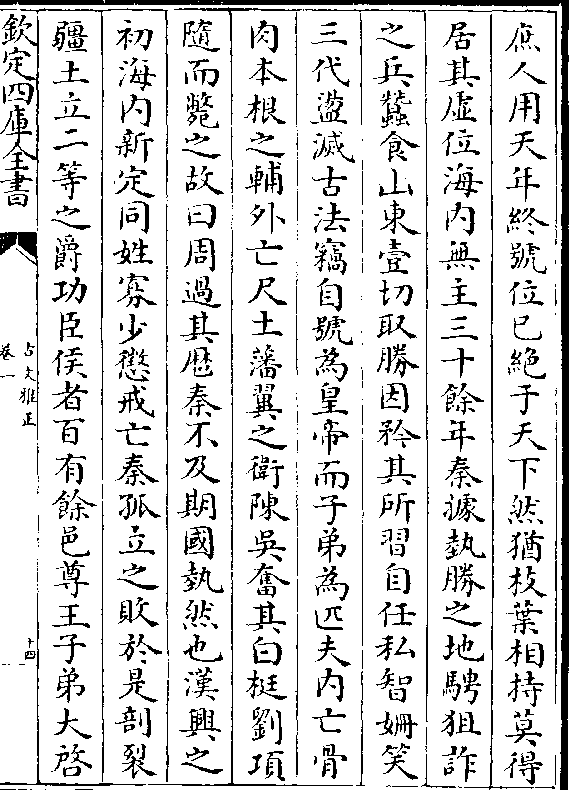 庶人用天年終號位已絶于天下然猶枝葉相持莫得
居其虛位海内無主三十餘年秦㨿埶勝之地騁狙詐
之兵蠶食山東壹切取勝因矜其所習自任私智姍笑
三代盪滅古法竊自號為皇帝而子弟為匹夫内亡骨
肉本根之輔外亡尺土藩翼之衛陳吳奮其白梃劉項
隨而斃之故曰周過其厯秦不及期國埶然也漢興之
初海内新定同姓寡少懲戒亡秦孤立之敗於是剖裂
疆土立二等之爵功臣侯者百有餘邑尊王子弟大啓
欽定四庫全書
古文雅正
卷一
十四